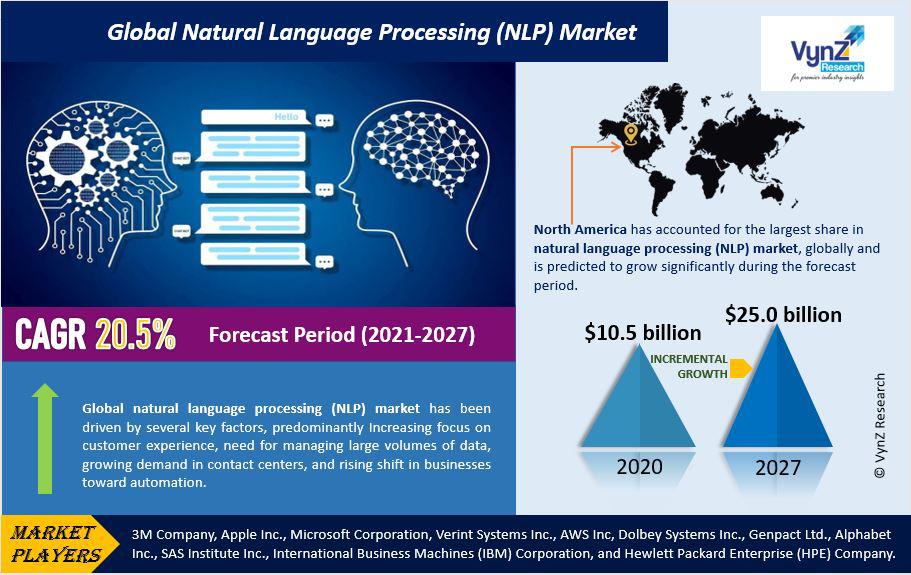 Global Natural Language Processing (NLP) Market
VynZ
Research
for premier industry insights
Hello
CHATBOT
CHATBOT
North America has accounted for the largest share in
natural language processing (NLP) market, globally and
is predicted to grow significantly during the forecast
period.
CAGR 20.5%
Forecast Period (2021-2027)
$10.5 billion
$25.0 billion
INCREMENTAL
GROWTH
2020
2027
© VynZ Research
Global natural language processing (NLP) market has been
driven by several key factors, predominantly Increasing focus on
customer experience, need for managing large volumes of data,
growing demand in contact centers, and rising shift in businesses
toward automation.
MARKET
PLAYERS
3M Company, Apple Inc., Microsoft Corporation, Verint Systems Inc., AWS Inc, Dolbey Systems Inc., Genpact Ltd., Alphabet
Inc., SAS Institute Inc., International Business Machines (IBM) Corporation, and Hewlett Packard Enterprise (HPE) Company.